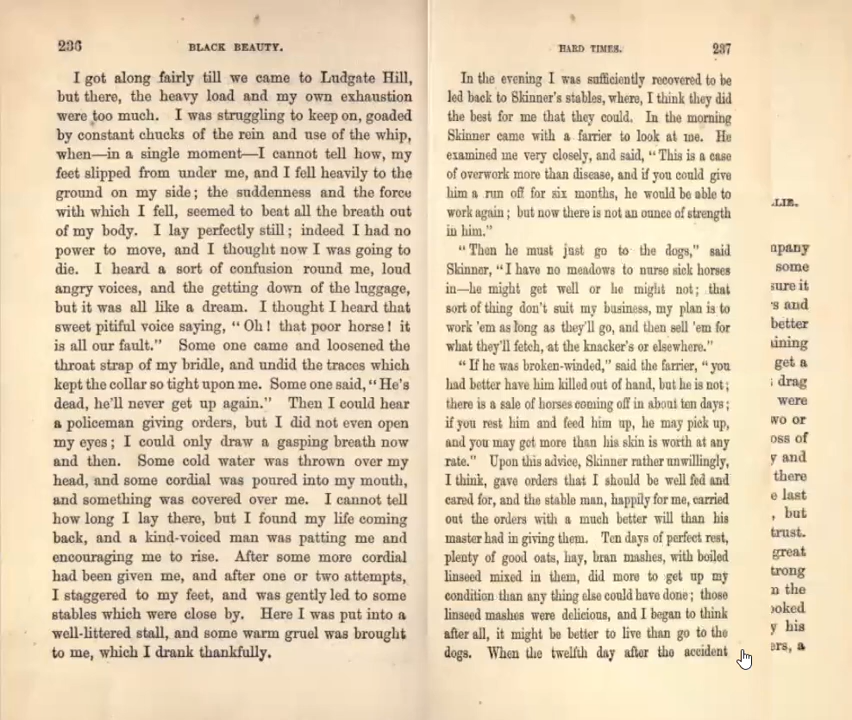 236 BLACK BEAUTY.
I got along fairly till we came to Ludgate Hill,
but there, the heavy load and my own exhaustion
were too much. I was struggling to keep on, goaded
by constant chucks of the rein and use of the whip,
when—in a single moment—I cannot tell how, my
feet slipped from under me, and I fell heavily to the
ground on my side; the suddenness and the force
with which I fell, seemed to beat all the breath out
of my body. I lay perfectly still; indeed I had no
power to move, and I thought now I was going to
die. I heard a sort of confusion round me, loud
angry voices, and the getting down of the luggage,
but it was all like a dream. I thought I heard that
sweet pitiful voice saying, "Oh! that poor horse! it
is all our fault." Some one came and loosened the
throat strap of my bridle, and undid the traces which
kept the collar so tight upon me. Some one said, "He's
dead, he'll never get up again." Then I could hear
a policeman giving orders, but I did not even open
my eyes; I could only draw a gasping breath now
and then. Some cold water was thrown over my
head, and some cordial was poured into my mouth,
and something was covered over me. I cannot tell
how long I lay there, but I found my life coming
back, and a kind-voiced man was patting me and
encouraging me to rise. After some more cordial
had been given me, and after one or two attempts,
I staggered to my feet, and was gently led to some
stables which were close by. Here I was put into a
well-littered stall, and some warm gruel was brought
to me, which I drank thankfully.
HARD TIMES. 237
In the evening I was sufficiently recovered to be
led back to Skinner's stables, where, I think they did
the best for me that they could. In the morning
Skinner came with a farrier to look at me. He
examined me very closely, and said, "This is a case
of overwork more than disease, and if you could give
him a run off for six months, he would be able to
work again; but now there is not an ounce of strength
in him."
"Then he must just go to the dogs," said
Skinner, "I have no meadows to nurse sick horses
in—he might get well or he might not; that
sort of thing don't suit my business, my plan is to
work 'em as long as they'll go, and then sell 'em for
what they'll fetch, at the knacker's or elsewhere."
"If he was broken-winded," said the farrier, "you
had better have him killed out of hand, but he is not;
there is a sale of horses coming off in about ten days;
if you rest him and feed him up, he may pick up,
and you may get more than his skin is worth at any
rate." Upon this advice, Skinner rather unwillingly,
I think, gave orders that I should be well fed and
cared for, and the stable man, happily for me, carried
out the orders with a much better will than his
master had in giving them. Ten days of perfect rest,
plenty of good oats, hay, bran mashes, with boiled
linseed mixed in them, did more to get up my
condition than any thing else could have done; those
linseed mashes were delicious, and I began to think
after all, it might be better to live than go to the
dogs. When the twelfth day after the accident
LIE.
some
and
better
get a
drag
were
or
of
and
there
last
but
trust.
great
the
his
a